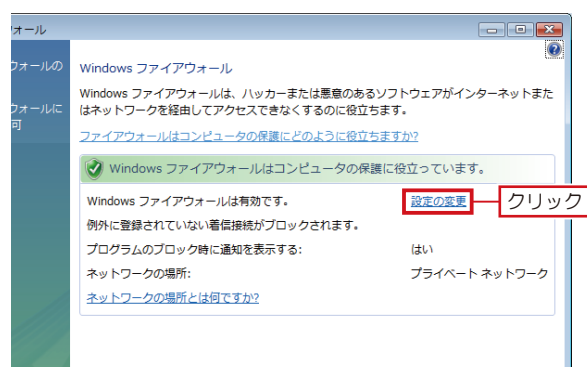 ォール
ウォールの
ウォールに
可
Windows ファイアウォール
Windows ファイアウォールは、ハッカーまたは悪意のあるソフトウェアがインターネットまた
はネットワークを経由してアクセスできなくするのに役立ちます。
ファイアウォールはコンピュータの保護にどのように役立ちますか?
Windows ファイアウォールはコンピュータの保護に役立っています。
Windows ファイアウォールは有効です。 設定の変更 クリック
例外に登録されていない着信接続がブロックされます。
プログラムのブロック時に通知を表示する: はい
ネットワークの場所: プライベート ネットワーク
ネットワークの場所とは何ですか?